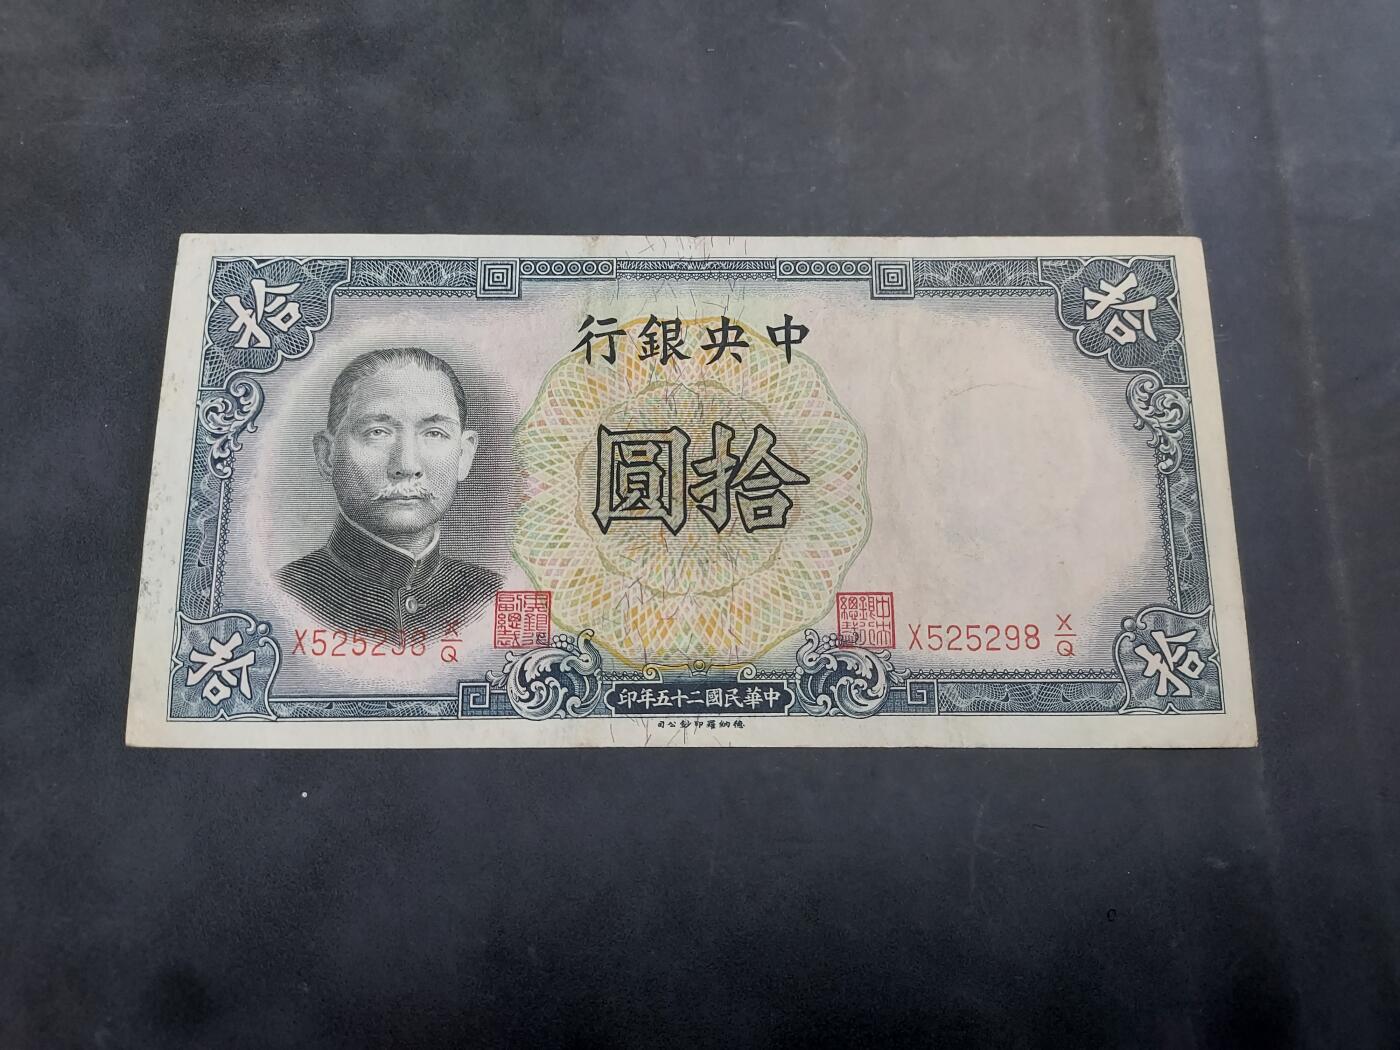 拾
拾
中央銀行
拾圓
X525298 X/Q
X525298 X/Q
拾
拾
中華民國二十五年印
德納羅印鈔公司